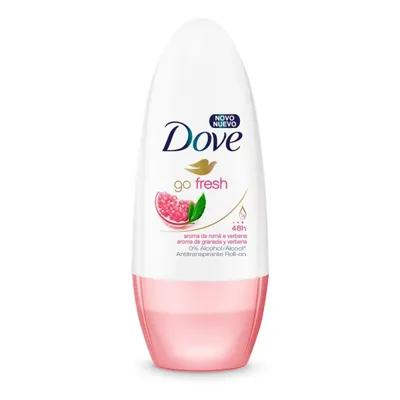 NOVO
NUEVO
Dove
go fresh
48h
aroma de romã e verbena
aroma de granada y verbena
0% Alcohol/Álcool*
Antitranspirante Roll-on